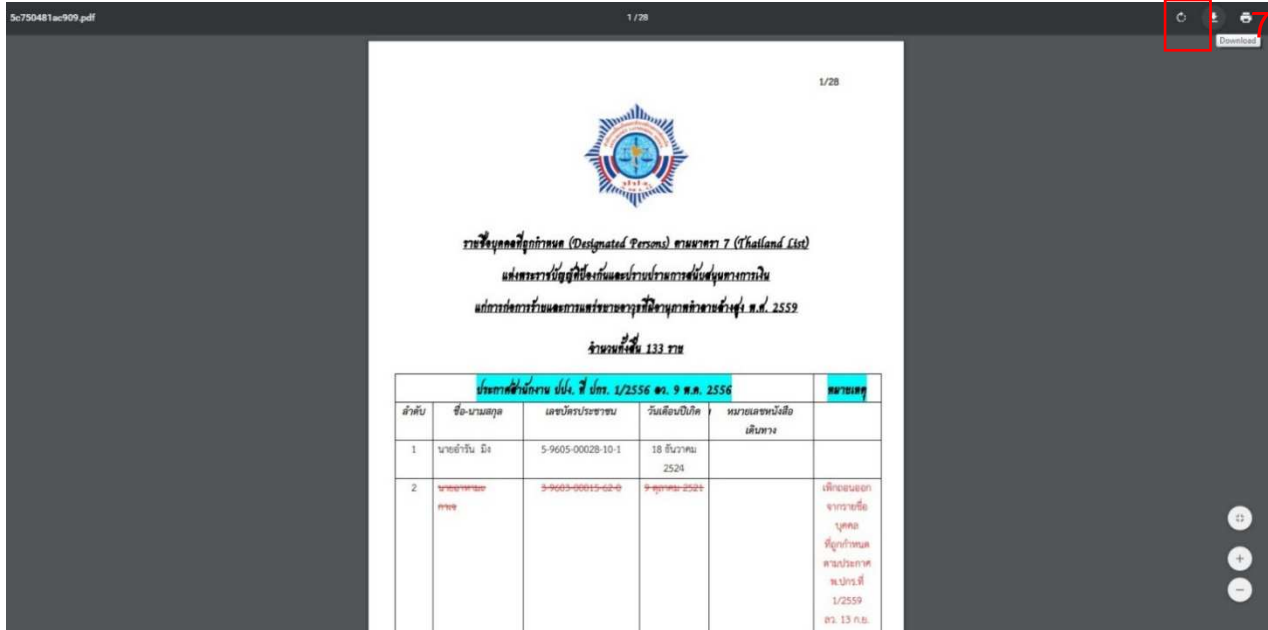 5c750481ac909.pdf
1 / 28
7
Download
1/28
รายชื่อบุคคลที่ถูกกำหนด (Designated Persons) ตามมาตรา 7 (Thailand List)
แห่งพระราชบัญญัติป้องกันและปราบปรามการสนับสนุนทางการเงิน
แก่การก่อการร้ายและการแพร่ขยายอาวุธที่มีอานุภาพทำลายล้างสูง พ.ศ. 2559
จำนวนทั้งสิ้น 133 ราย
ประกาศสำนักงาน ปปง. ที่ ปกร. 1/2556 ลว. 9 พ.ค. 2556 หมายเหตุ
ลำดับ ชื่อ-นามสกุล เลขบัตรประชาชน วันเดือนปีเกิด หมายเลขหนังสือ
เดินทาง
1 นายอำรัน มิง 5-9605-00028-10-1 18 ธันวาคม
2524
2 3-9603-00015-62-0 9 ตุลาคม 2521 เพิกถอนออก
จากรายชื่อ
บุคคล
ที่ถูกกำหนด
ตามประกาศ
พ.ปกร.ที่
1/2559
ลว. 13 ก.ย.